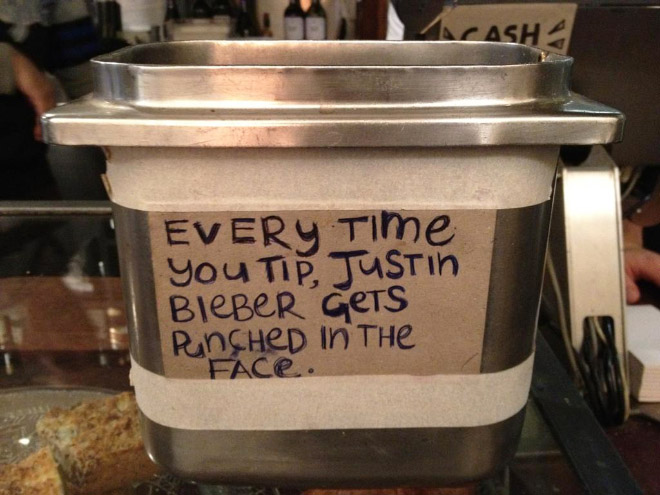 CASH
EVERY TIME
YOU TIP, JUSTIN
BIEBER GETS
PUNCHED IN THE
FACE.